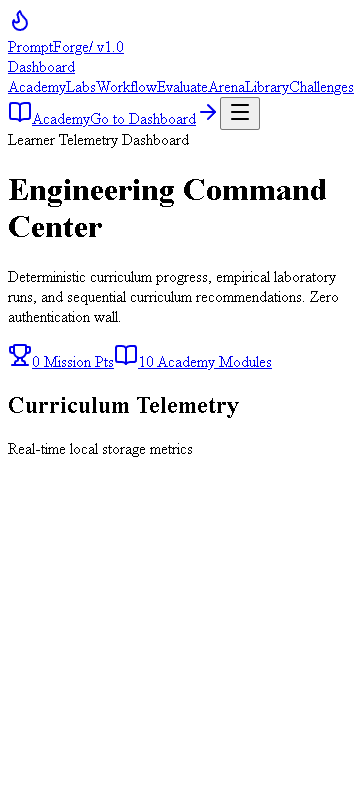 PromptForge/ v1.0
Dashboard
AcademyLabsWorkflowEvaluateArenaLibraryChallenges
AcademyGo to Dashboard
Learner Telemetry Dashboard
Engineering Command
Center
Deterministic curriculum progress, empirical laboratory
runs, and sequential curriculum recommendations. Zero
authentication wall.
0 Mission Pts10 Academy Modules
Curriculum Telemetry
Real-time local storage metrics